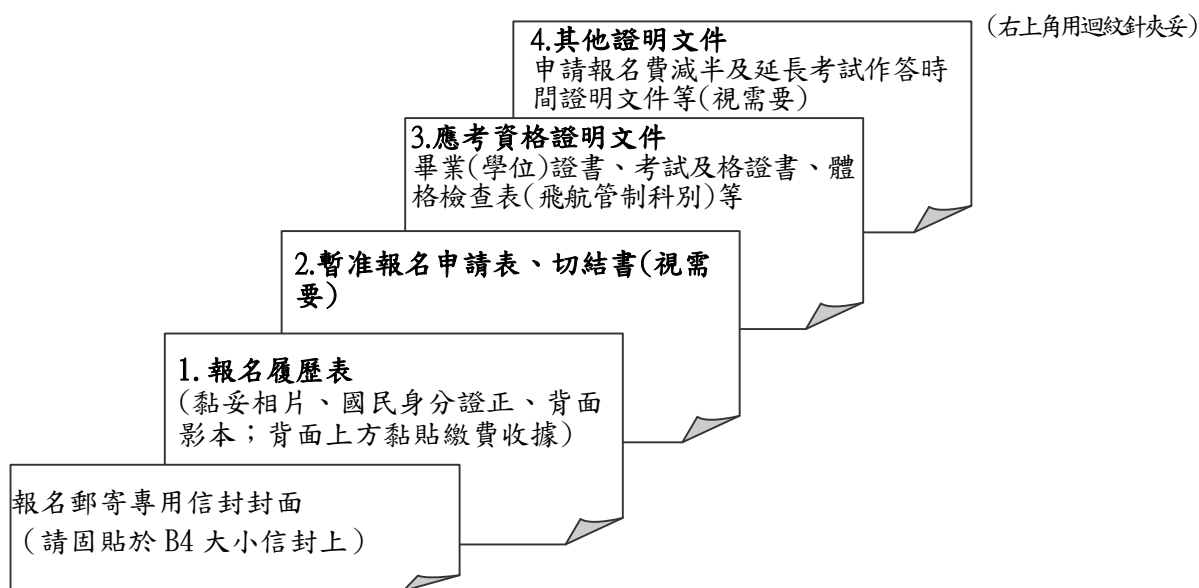 (右上角用迴紋針夾妥)
4.其他證明文件
申請報名費減半及延長考試作答時
間證明文件等(視需要)
3.應考資格證明文件
畢業(學位)證書、考試及格證書、體
格檢查表(飛航管制科別)等
2.暫准報名申請表、切結書(視需
要)
1.報名履歷表
(黏妥相片、國民身分證正、背面
影本；背面上方黏貼繳費收據)
報名郵寄專用信封封面
(請固貼於 B4 大小信封上)